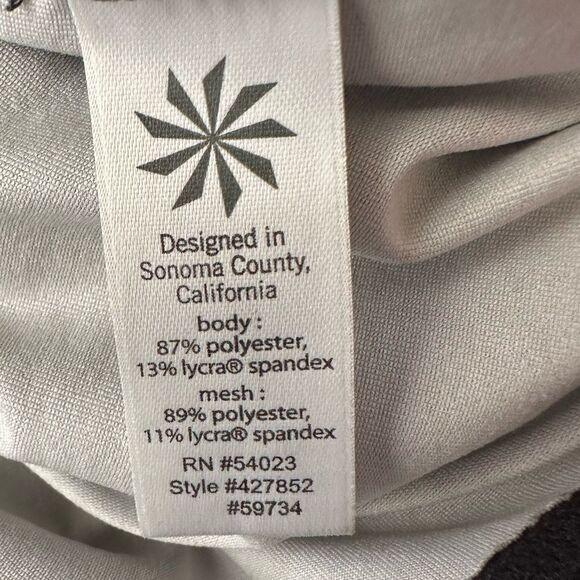 Designed in
Sonoma County,
California
body :
87% polyester,
13% lycra® spandex
mesh :
89% polyester,
11% lycra® spandex
RN #54023
Style #427852
#59734